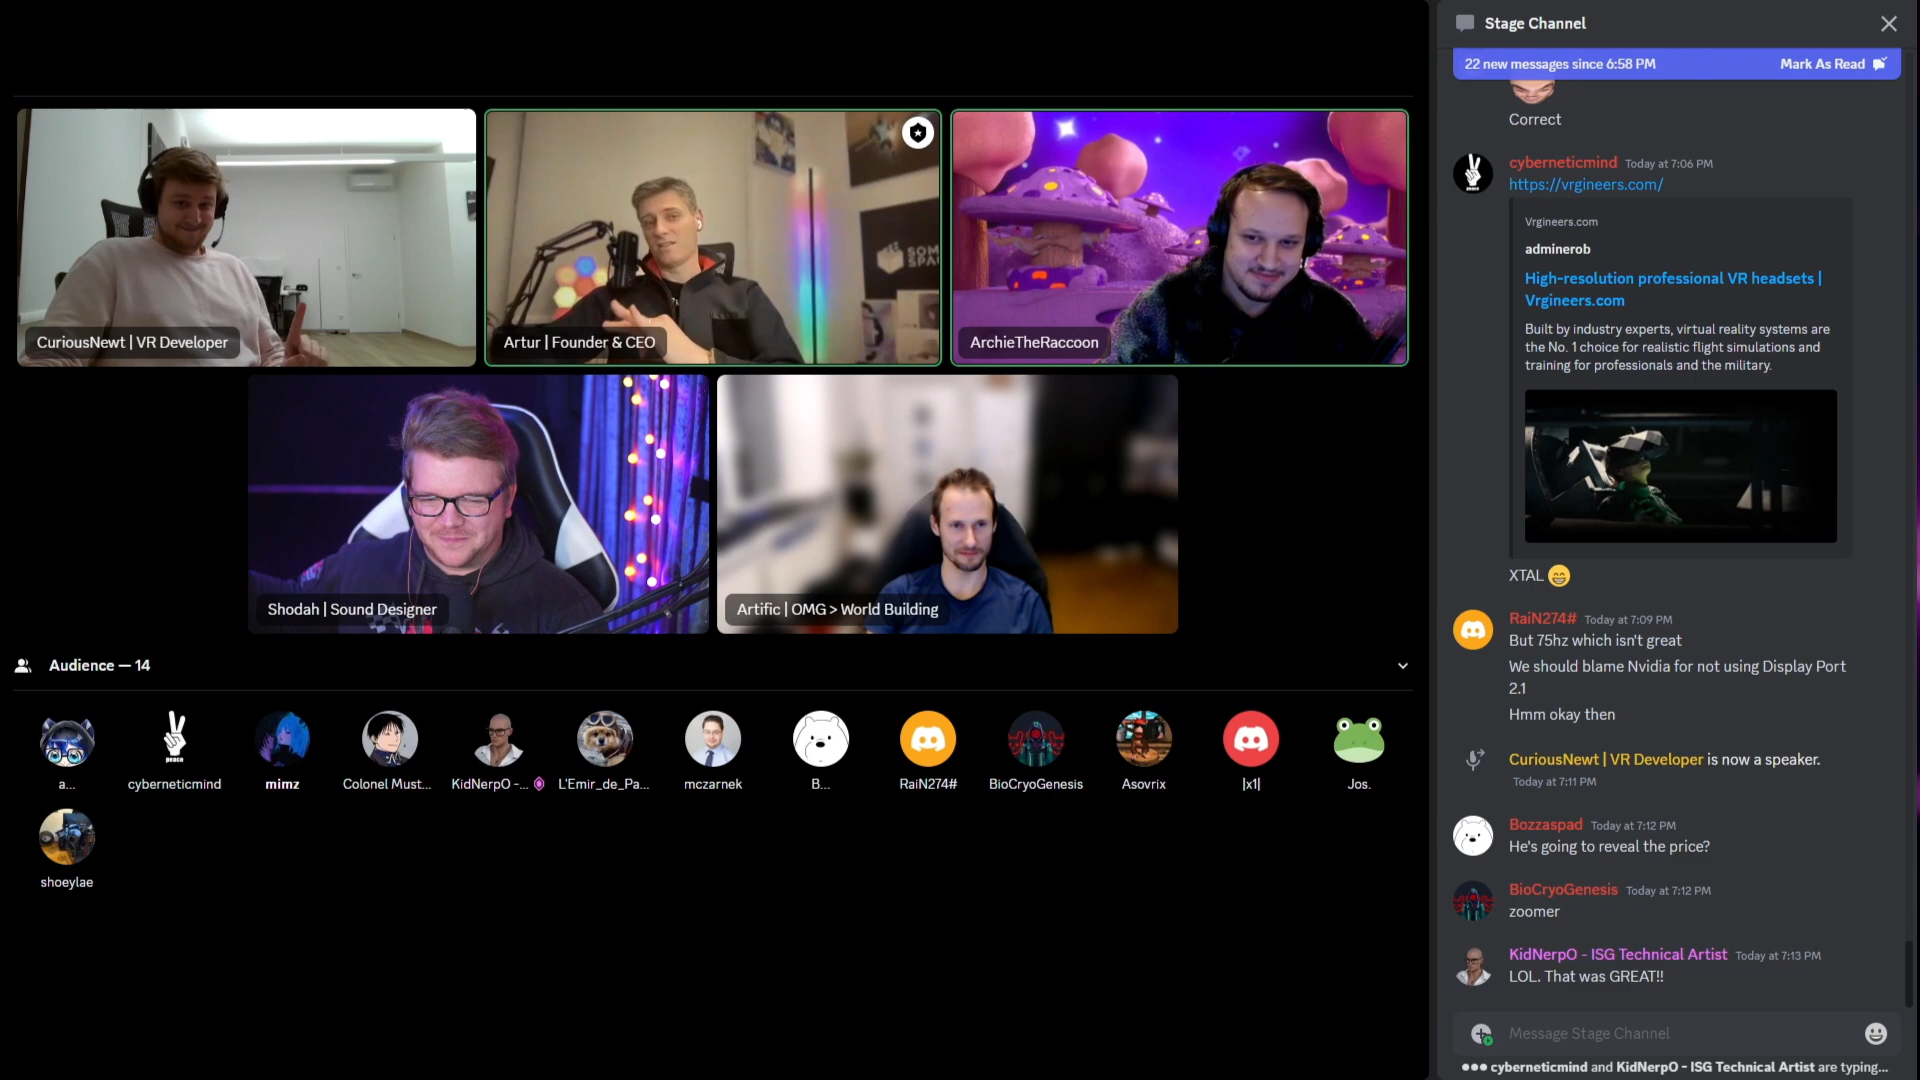 CuriousNewt | VR Developer
Artur | Founder & CEO
SOM
SPA
ArchieTheRaccoon
Shodah | Sound Designer
Artific | OMG > World Building
Audience — 14
a...
cyberneticmind
mimz
Colonel Must...
KidNerpO -...
L'Emir_de_Pa...
mczarnek
B...
RaiN274#
BioCryoGenesis
Asovrix
|x1|
Jos.
shoeylae
Stage Channel
22 new messages since 6:58 PM
Mark As Read
Correct
cyberneticmind Today at 7:06 PM
https://vrgineers.com/
Vrgineers.com
adminerob
High-resolution professional VR headsets |
Vrgineers.com
Built by industry experts, virtual reality systems are
the No. 1 choice for realistic flight simulations and
training for professionals and the military.
XTAL
RaiN274# Today at 7:09 PM
But 75hz which isn't great
We should blame Nvidia for not using Display Port
2.1
Hmm okay then
CuriousNewt | VR Developer is now a speaker.
Today at 7:11 PM
Bozzaspad Today at 7:12 PM
He's going to reveal the price?
BioCryoGenesis Today at 7:12 PM
zoomer
KidNerpO - ISG Technical Artist Today at 7:13 PM
LOL. That was GREAT!!
Message Stage Channel
cyberneticmind and KidNerpO - ISG Technical Artist are typing...